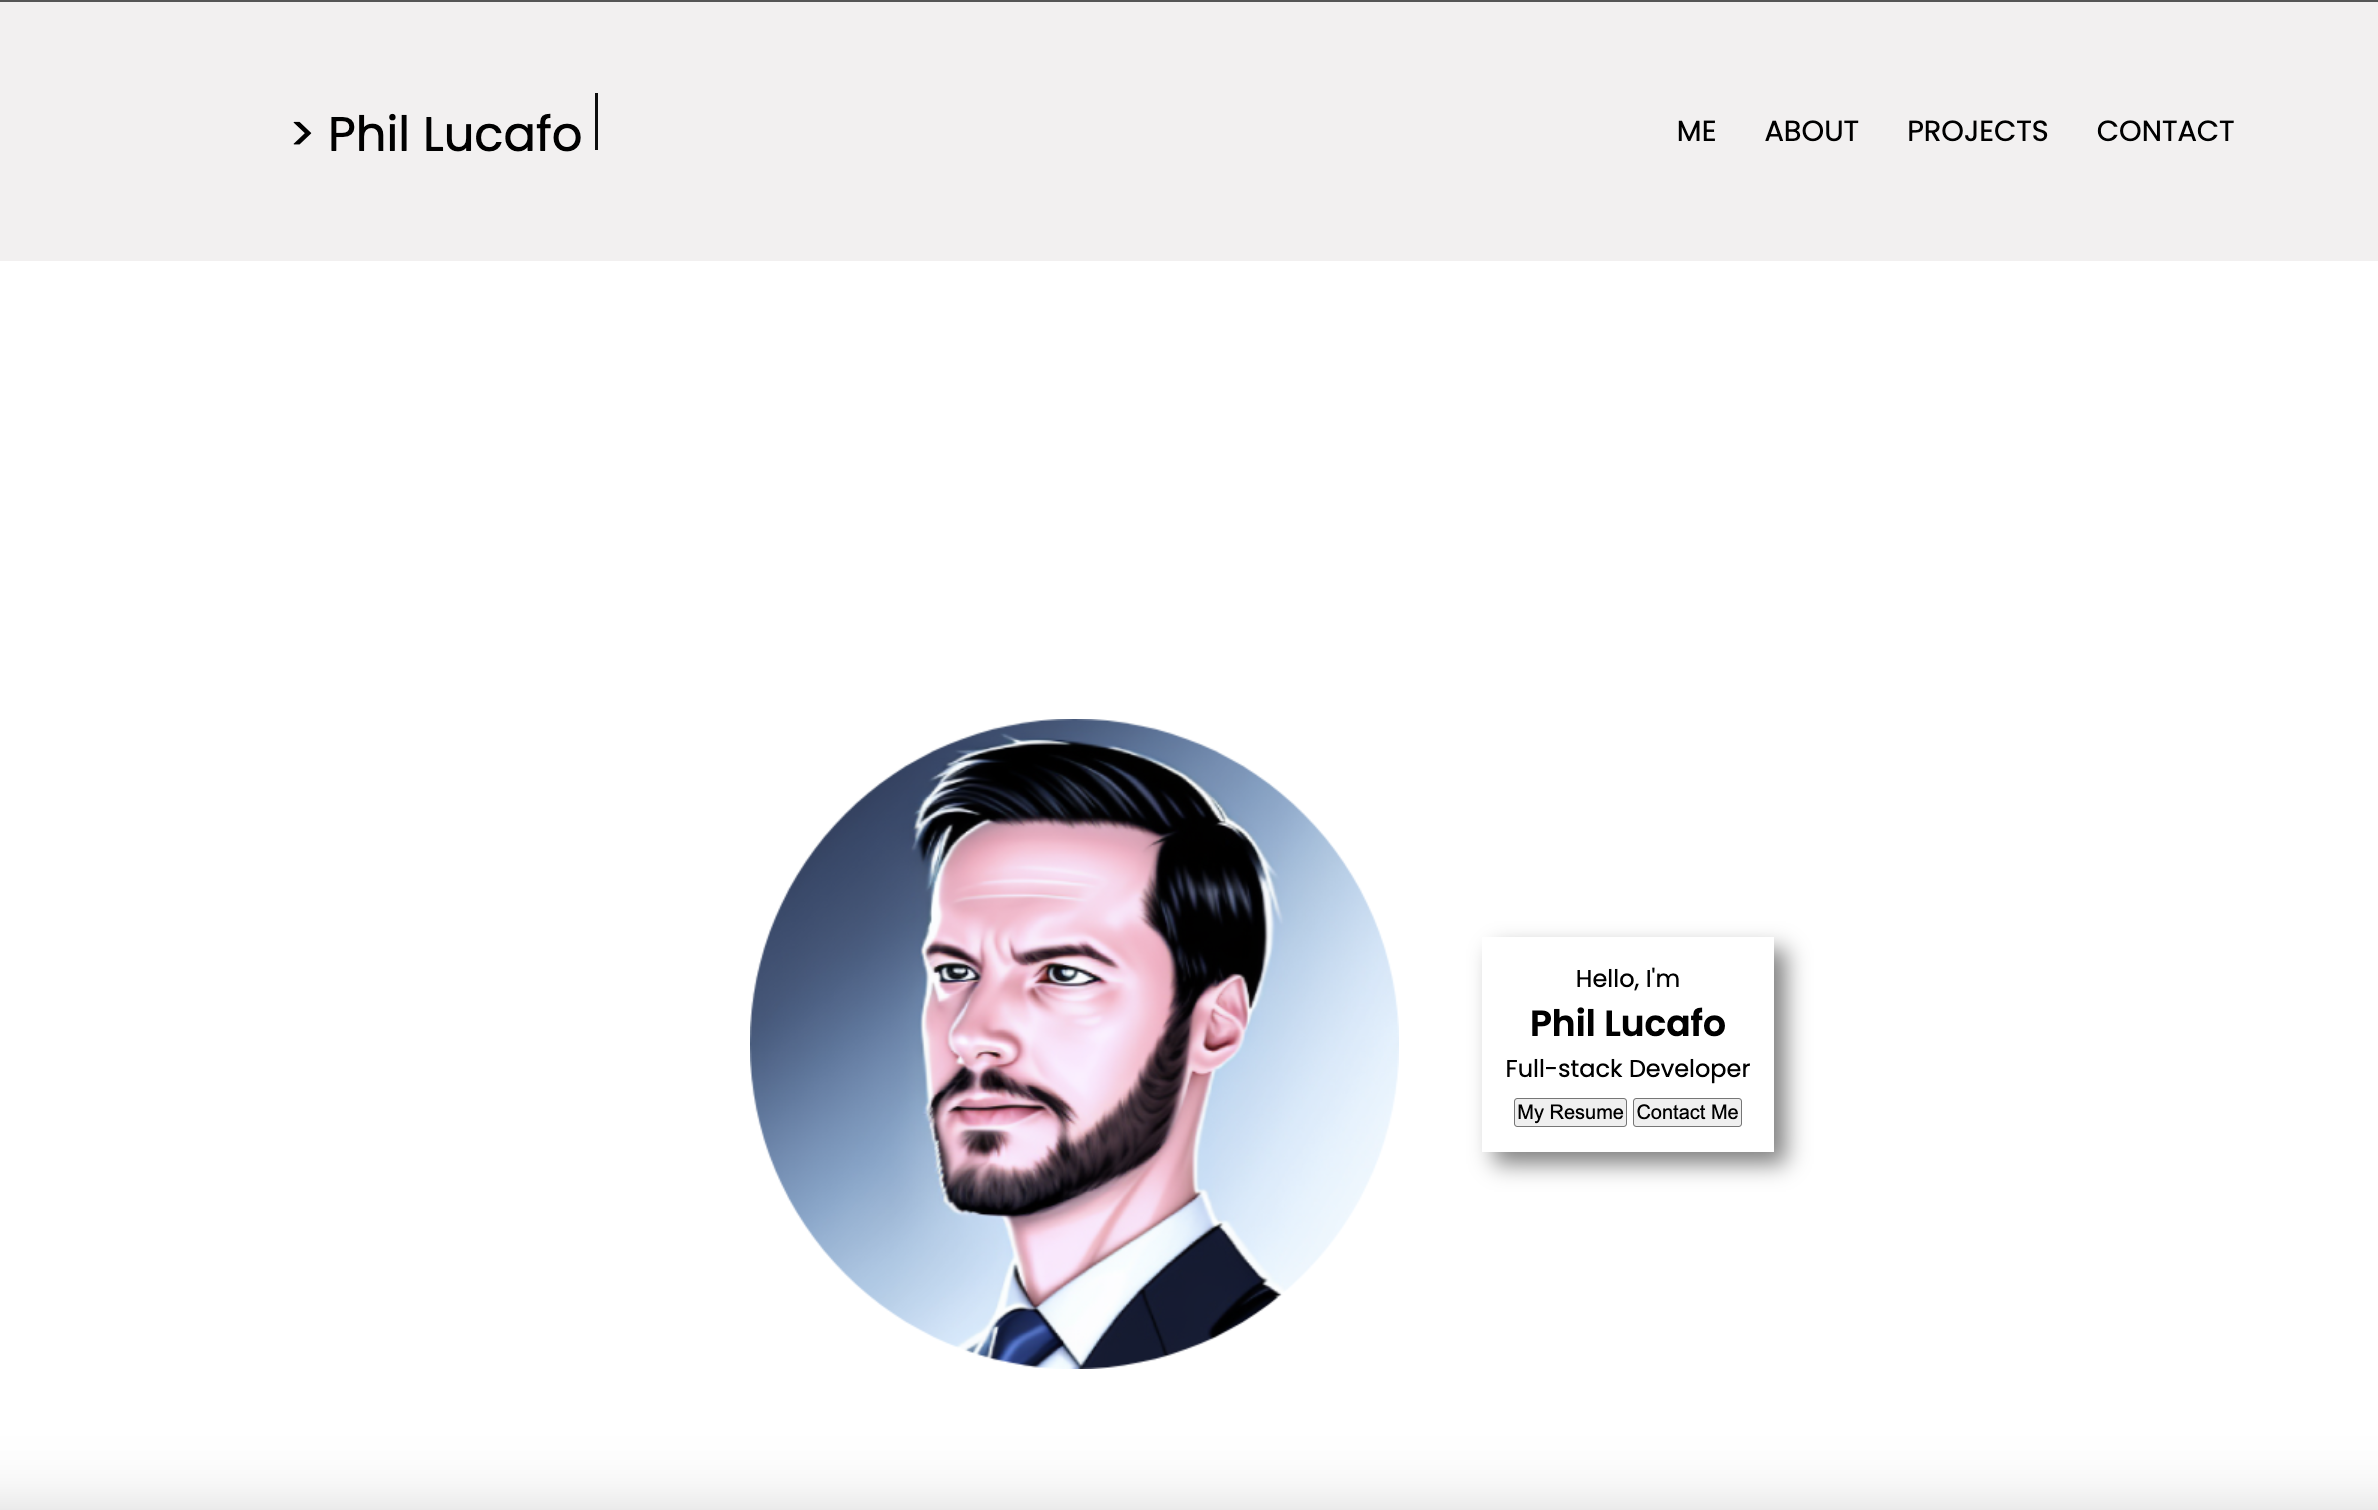 > Phil Lucafo
ME ABOUT PROJECTS CONTACT
Hello, I'm
Phil Lucafo
Full-stack Developer
My Resume Contact Me